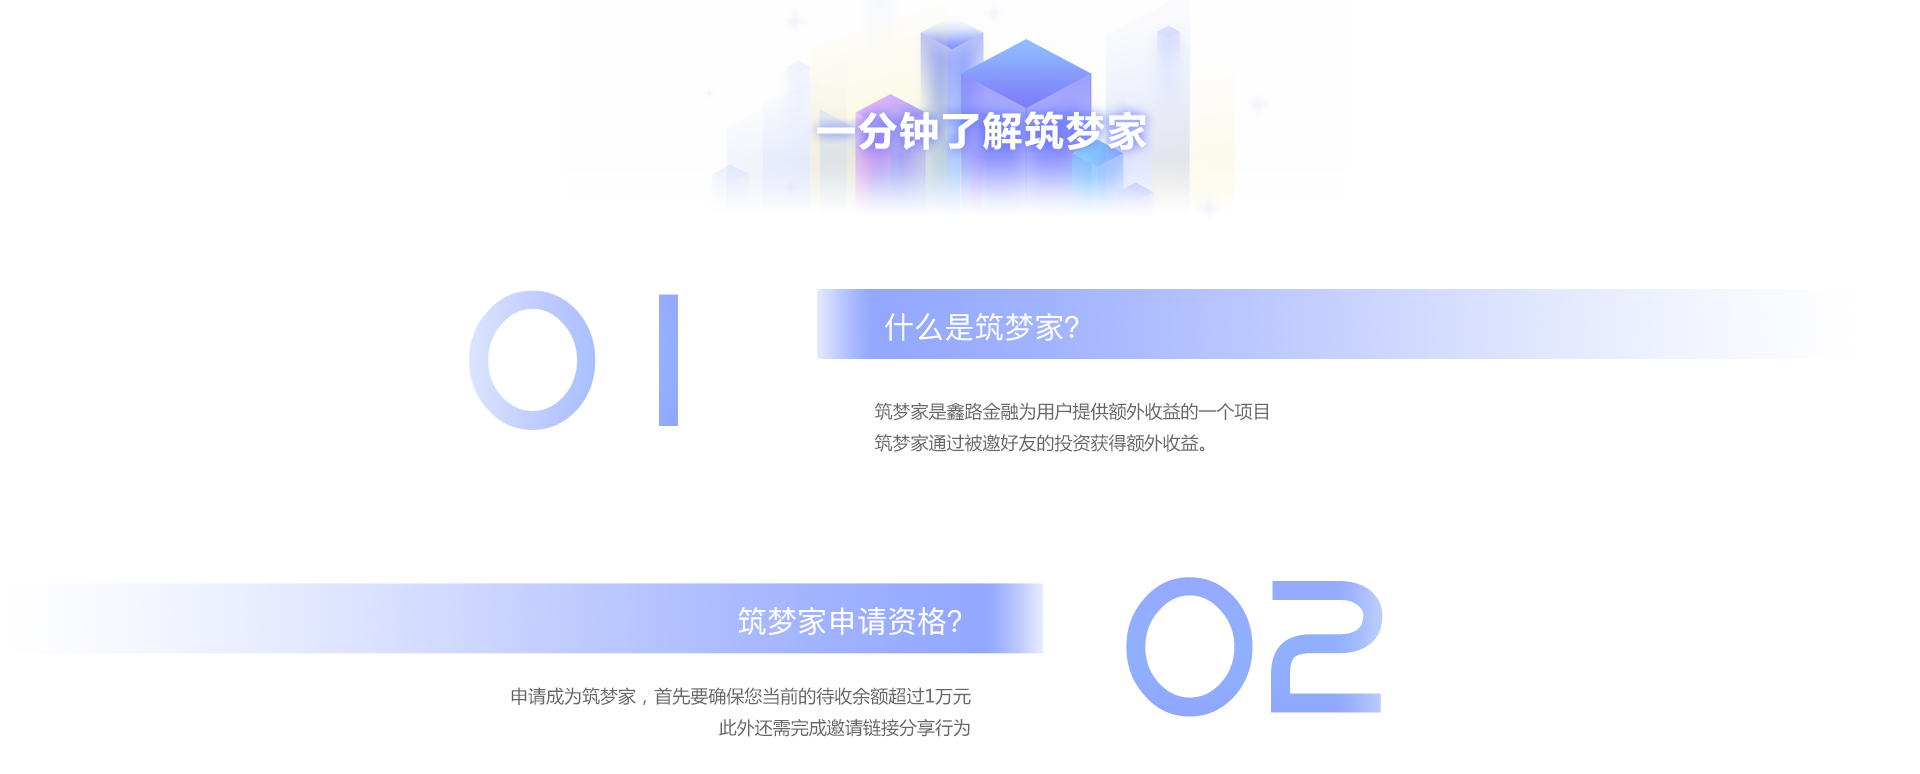 一分钟了解筑梦家
01
什么是筑梦家?
筑梦家是鑫路金融为用户提供额外收益的一个项目
筑梦家通过被邀好友的投资获得额外收益。
筑梦家申请资格?
02
申请成为筑梦家，首先要确保您当前的待收余额超过1万元
此外还需完成邀请链接分享行为